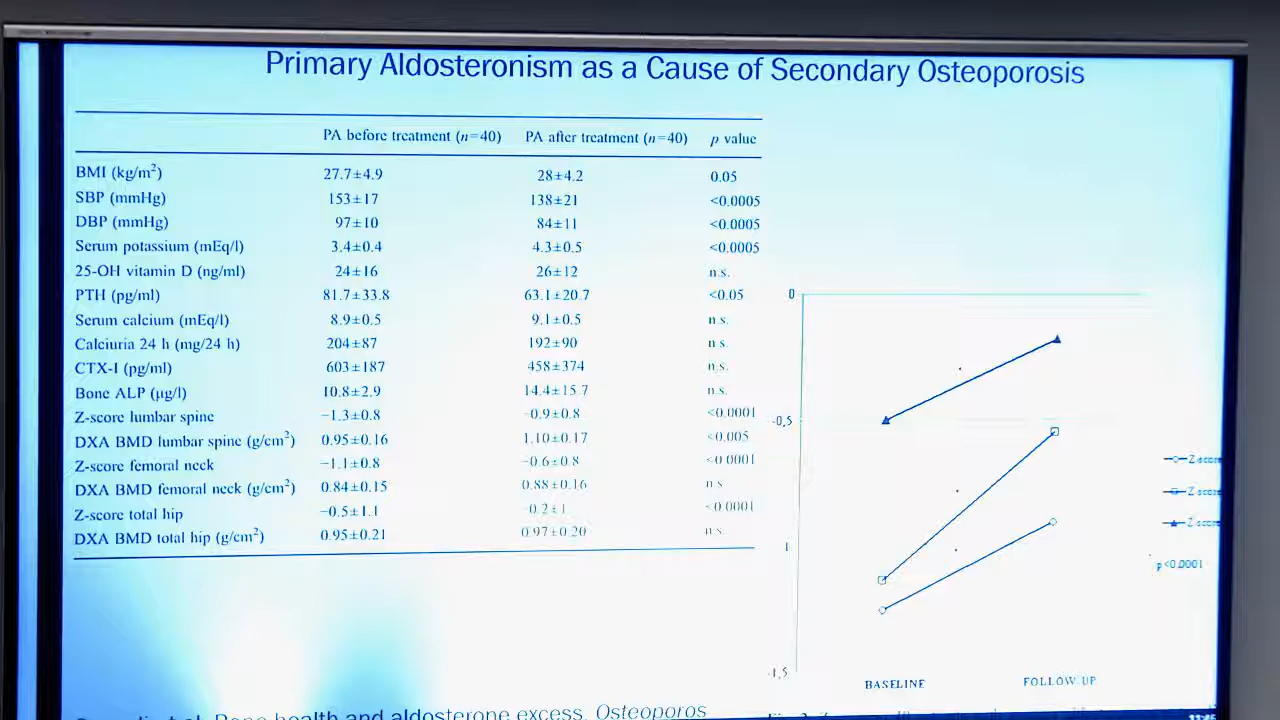 Primary Aldosteronism as a Cause of Secondary Osteoporosis
PA before treatment (n=40) PA after treatment (n=40) p value
BMI (kg/m²) 27.7±4.9 28±4.2 0.05
SBP (mmHg) 153±17 138±21 <0.0005
DBP (mmHg) 97±10 84±11 <0.0005
Serum potassium (mEq/l) 3.4±0.4 4.3±0.5 <0.0005
25-OH vitamin D (ng/ml) 24±16 26±12 n.s.
PTH (pg/ml) 81.7±33.8 63.1±20.7 <0.05
Serum calcium (mEq/l) 8.9±0.5 9.1±0.5 n.s.
Calciuria 24 h (mg/24 h) 204±87 192±90 n.s.
CTX-I (pg/ml) 603±187 458±374 n.s.
Bone ALP (µg/l) 10.8±2.9 14.4±15.7 n.s.
Z-score lumbar spine −1.3±0.8 −0.9±0.8 <0.0001
DXA BMD lumbar spine (g/cm²) 0.95±0.16 1.10±0.17 <0.005
Z-score femoral neck −1.1±0.8 −0.6±0.8 <0.0001
DXA BMD femoral neck (g/cm²) 0.84±0.15 0.88±0.16 n.s.
Z-score total hip −0.5±1.1 −0.2±1 <0.0001
DXA BMD total hip (g/cm²) 0.95±0.21 0.97±0.20 n.s.
0
-0,5
1
-1,5
BASELINE FOLLOW UP
Z-score
Z-score
Z-score
p<0.0001
Bone health and aldosterone excess. Osteoporos